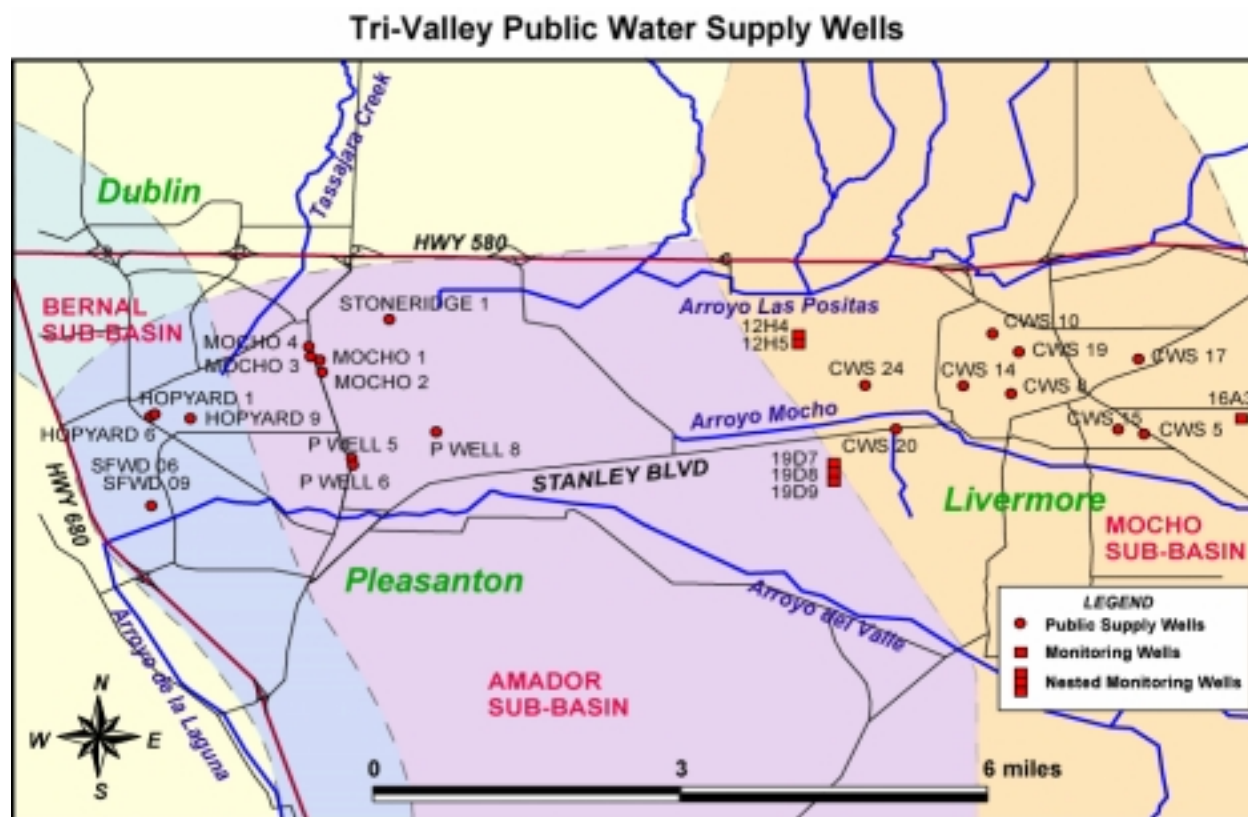 Tri-Valley Public Water Supply Wells
Tassajara Creek
Dublin
HWY 580
BERNAL
SUB-BASIN
STONERIDGE 1
Arroyo Las Positas
12H4
12H5
CWS 10
MOCHO 4
MOCHO 1
MOCHO 3
MOCHO 2
CWS 19
CWS 17
CWS 24
CWS 14
CWS 8
HOPYARD 1
HOPYARD 9
HOPYARD 6
16A3
Arroyo Mocho
CWS 15
CWS 5
CWS 20
P WELL 5
P WELL 8
P WELL 6
SFWD 06
SFWD 09
19D7
19D8
19D9
STANLEY BLVD
HWY 680
Livermore
MOCHO
SUB-BASIN
Pleasanton
Arroyo del Valle
Arroyo de la Laguna
AMADOR
SUB-BASIN
LEGEND
Public Supply Wells
Monitoring Wells
Nested Monitoring Wells
N
W E
S
0 3 6 miles